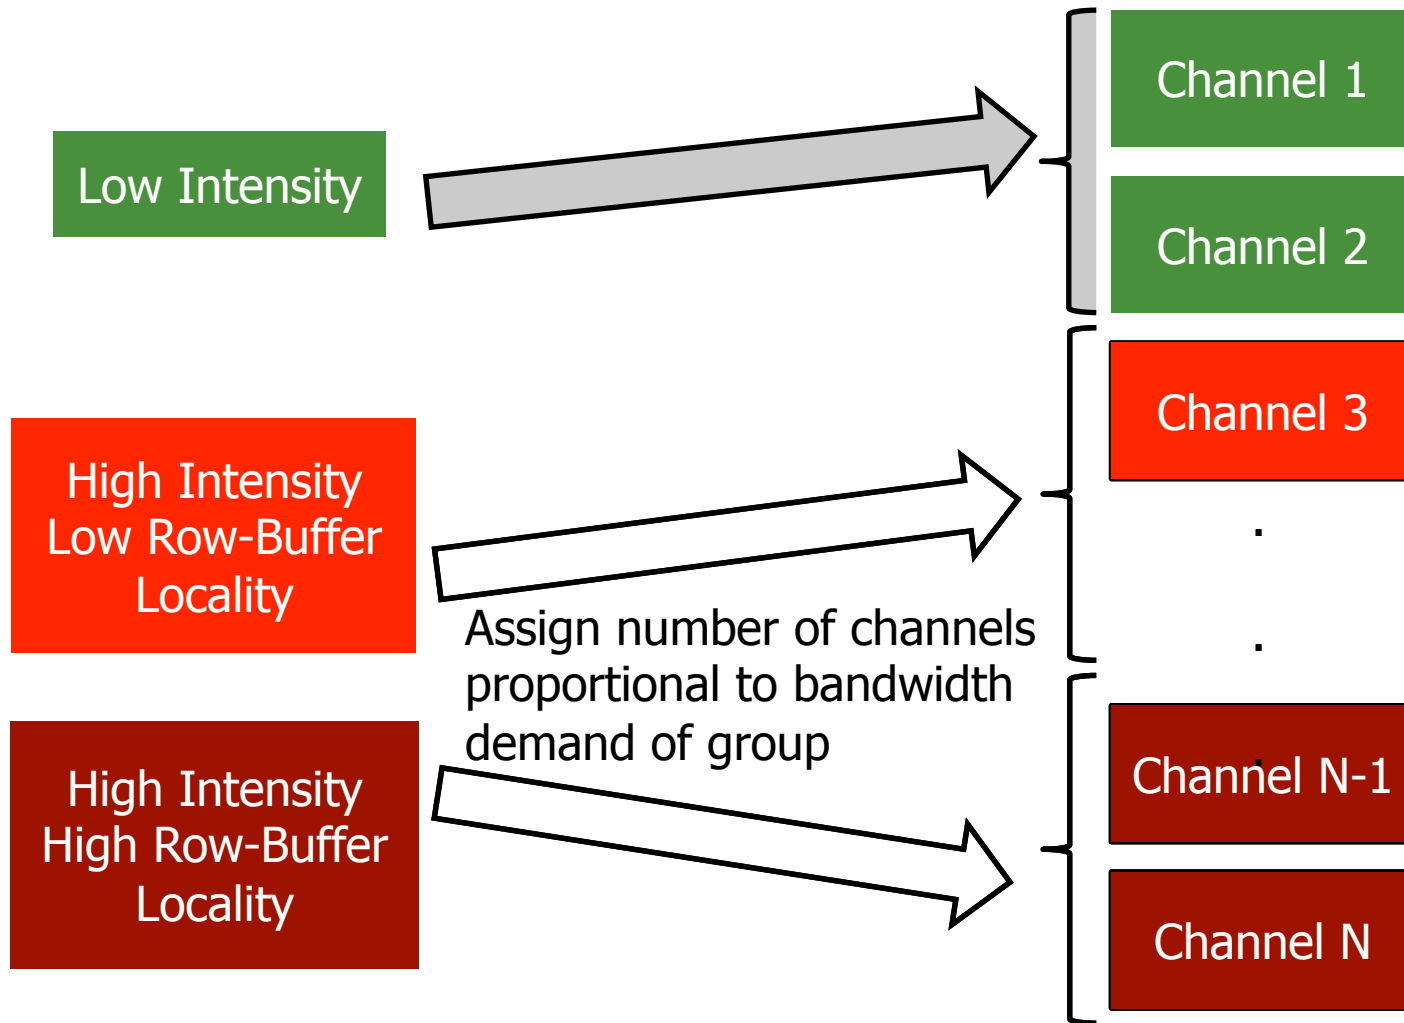 Low Intensity
High Intensity
Low Row-Buffer
Locality
High Intensity
High Row-Buffer
Locality
Assign number of channels
proportional to bandwidth
demand of group
Channel 1
Channel 2
Channel 3
.
.
.
Channel N-1
Channel N